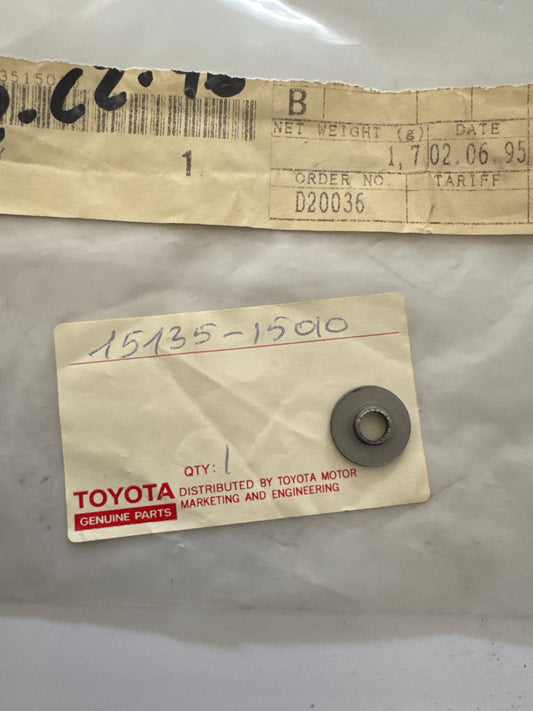 35150
B
NET WEIGHT (g) DATE
1,7 02.06.95
1
ORDER NO. TARIFF
D20036
15135-15010
QTY: 1
TOYOTA
GENUINE PARTS
DISTRIBUTED BY TOYOTA MOTOR
MARKETING AND ENGINEERING